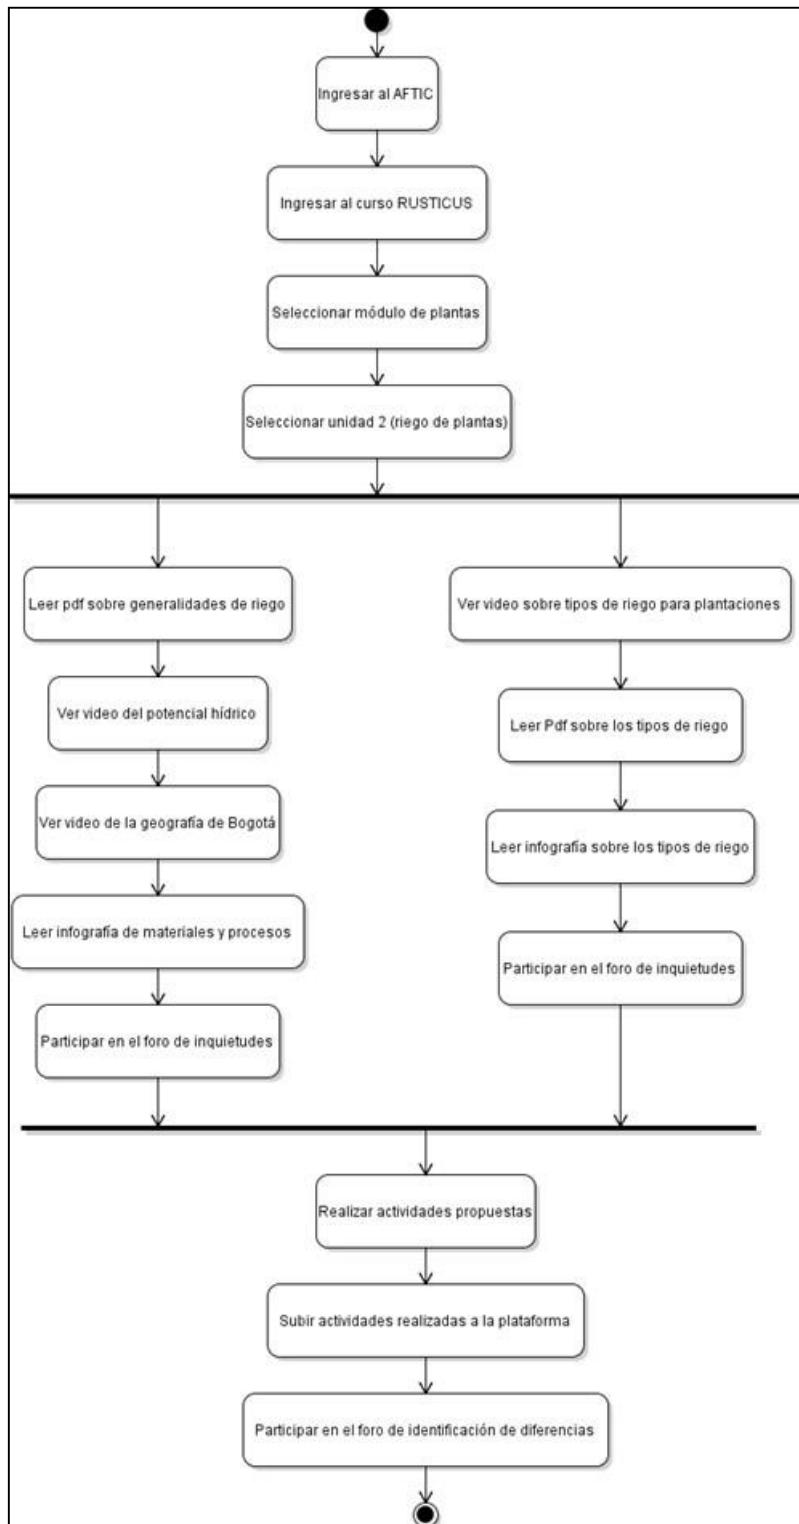 Ingresar al AFTIC
Ingresar al curso RUSTICUS
Seleccionar módulo de plantas
Seleccionar unidad 2 (riego de plantas)
Leer pdf sobre generalidades de riego
Ver video del potencial hídrico
Ver video de la geografía de Bogotá
Leer infografía de materiales y procesos
Participar en el foro de inquietudes
Ver video sobre tipos de riego para plantaciones
Leer Pdf sobre los tipos de riego
Leer infografía sobre los tipos de riego
Participar en el foro de inquietudes
Realizar actividades propuestas
Subir actividades realizadas a la plataforma
Participar en el foro de identificación de diferencias